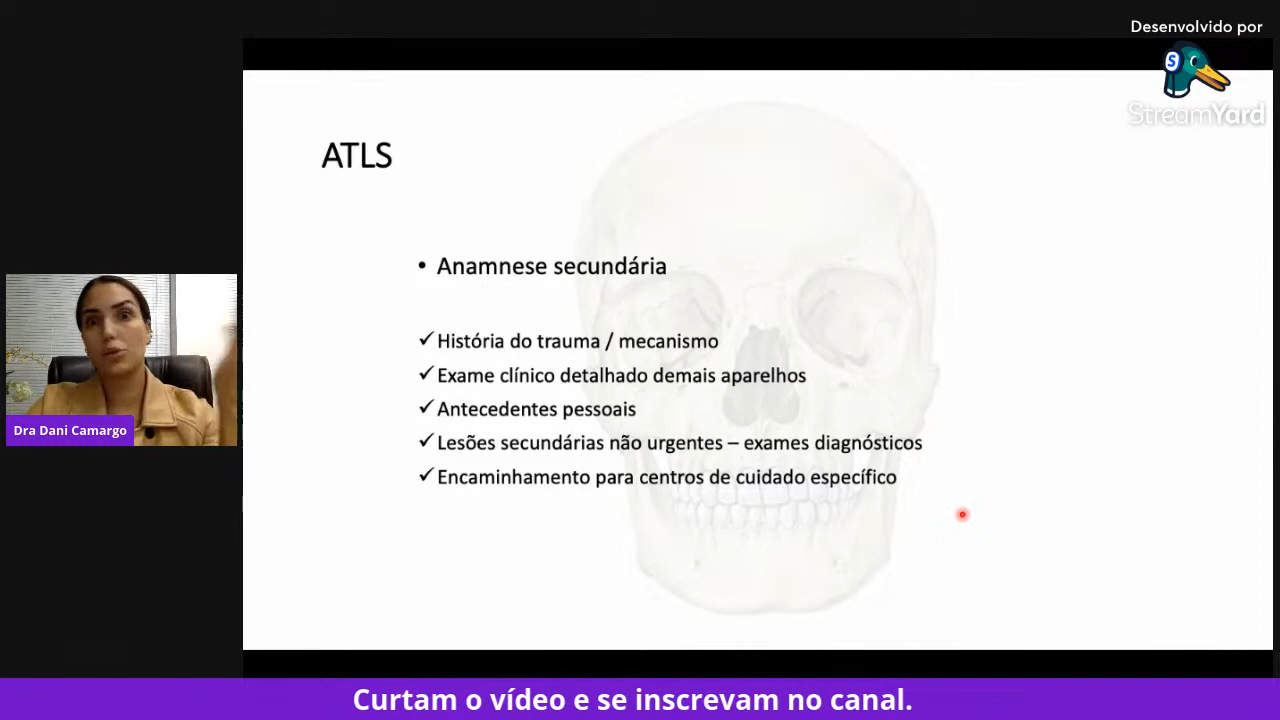 Desenvolvido por
S
StreamYard
ATLS
• Anamnese secundária
✓História do trauma / mecanismo
✓Exame clínico detalhado demais aparelhos
✓Antecedentes pessoais
✓Lesões secundárias não urgentes – exames diagnósticos
✓Encaminhamento para centros de cuidado específico
Dra Dani Camargo
Curtam o vídeo e se inscrevam no canal.